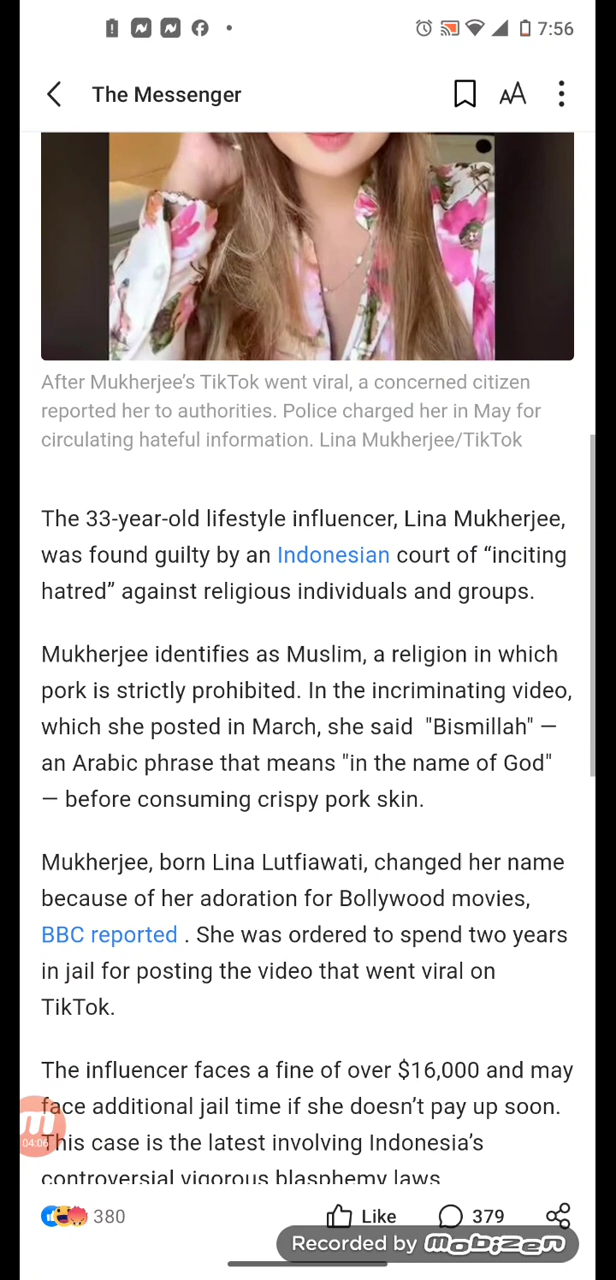 7:56
The Messenger
AA
After Mukherjee’s TikTok went viral, a concerned citizen
reported her to authorities. Police charged her in May for
circulating hateful information. Lina Mukherjee/TikTok
The 33-year-old lifestyle influencer, Lina Mukherjee,
was found guilty by an Indonesian court of “inciting
hatred” against religious individuals and groups.
Mukherjee identifies as Muslim, a religion in which
pork is strictly prohibited. In the incriminating video,
which she posted in March, she said "Bismillah" —
an Arabic phrase that means "in the name of God"
— before consuming crispy pork skin.
Mukherjee, born Lina Lutfiawati, changed her name
because of her adoration for Bollywood movies,
BBC reported . She was ordered to spend two years
in jail for posting the video that went viral on
TikTok.
The influencer faces a fine of over $16,000 and may
face additional jail time if she doesn’t pay up soon.
m
04:06
This case is the latest involving Indonesia’s
controversial vigorous blasphemy laws
380
Like
379
Recorded by mobizen